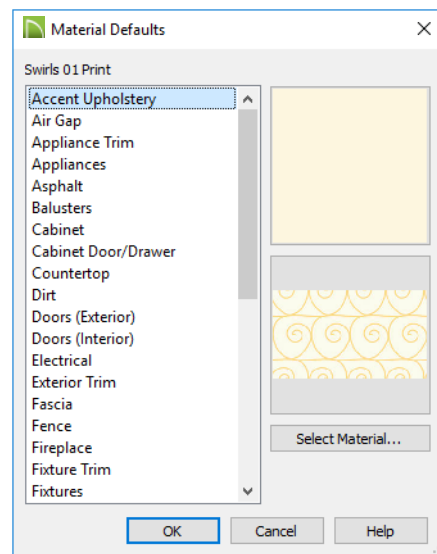 Material Defaults
Swirls 01 Print
Accent Upholstery
Air Gap
Appliance Trim
Appliances
Asphalt
Balusters
Cabinet
Cabinet Door/Drawer
Countertop
Dirt
Doors (Exterior)
Doors (Interior)
Electrical
Exterior Trim
Fascia
Fence
Fireplace
Fixture Trim
Fixtures
Select Material...
OK
Cancel
Help